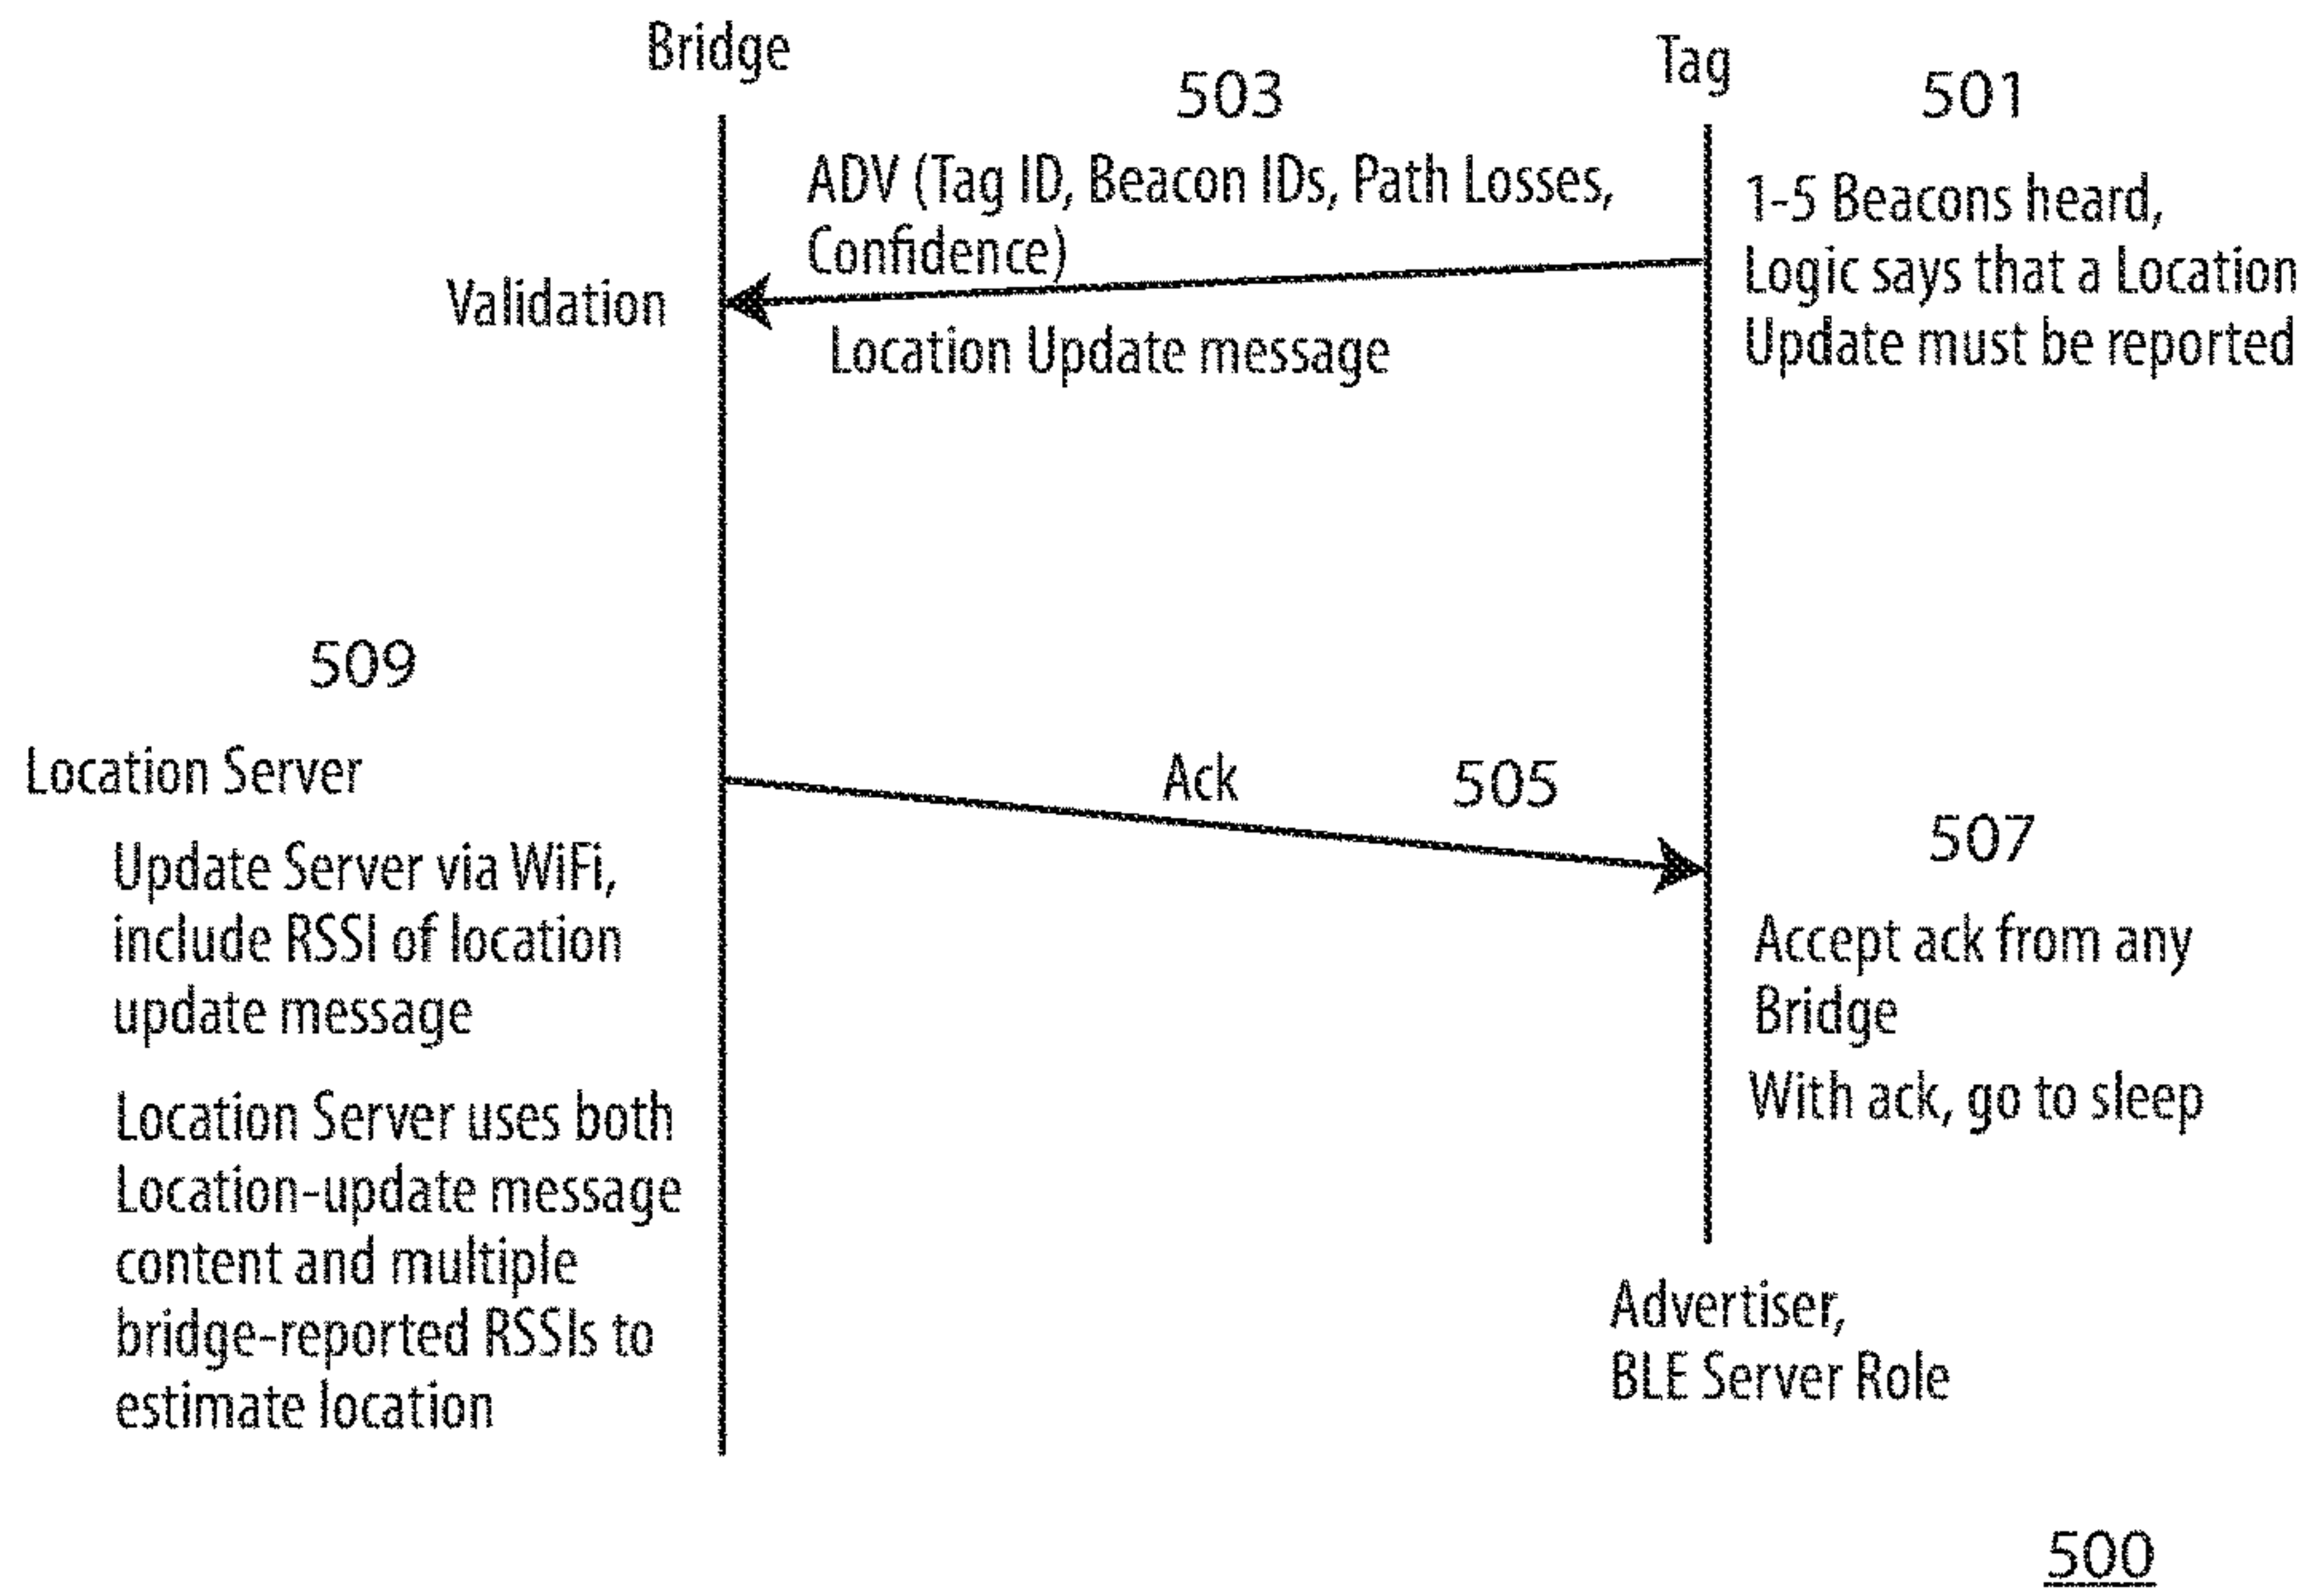 Bridge
Tag
503
501
ADV (Tag ID, Beacon IDs, Path Losses,
Confidence)
1-5 Beacons heard,
Logic says that a Location
Update must be reported
Validation
Location Update message
509
Location Server
Ack
505
507
Update Server via WiFi,
include RSSI of location
update message
Accept ack from any
Bridge
With ack, go to sleep
Location Server uses both
Location-update message
content and multiple
bridge-reported RSSIs to
estimate location
Advertiser,
BLE Server Role
500